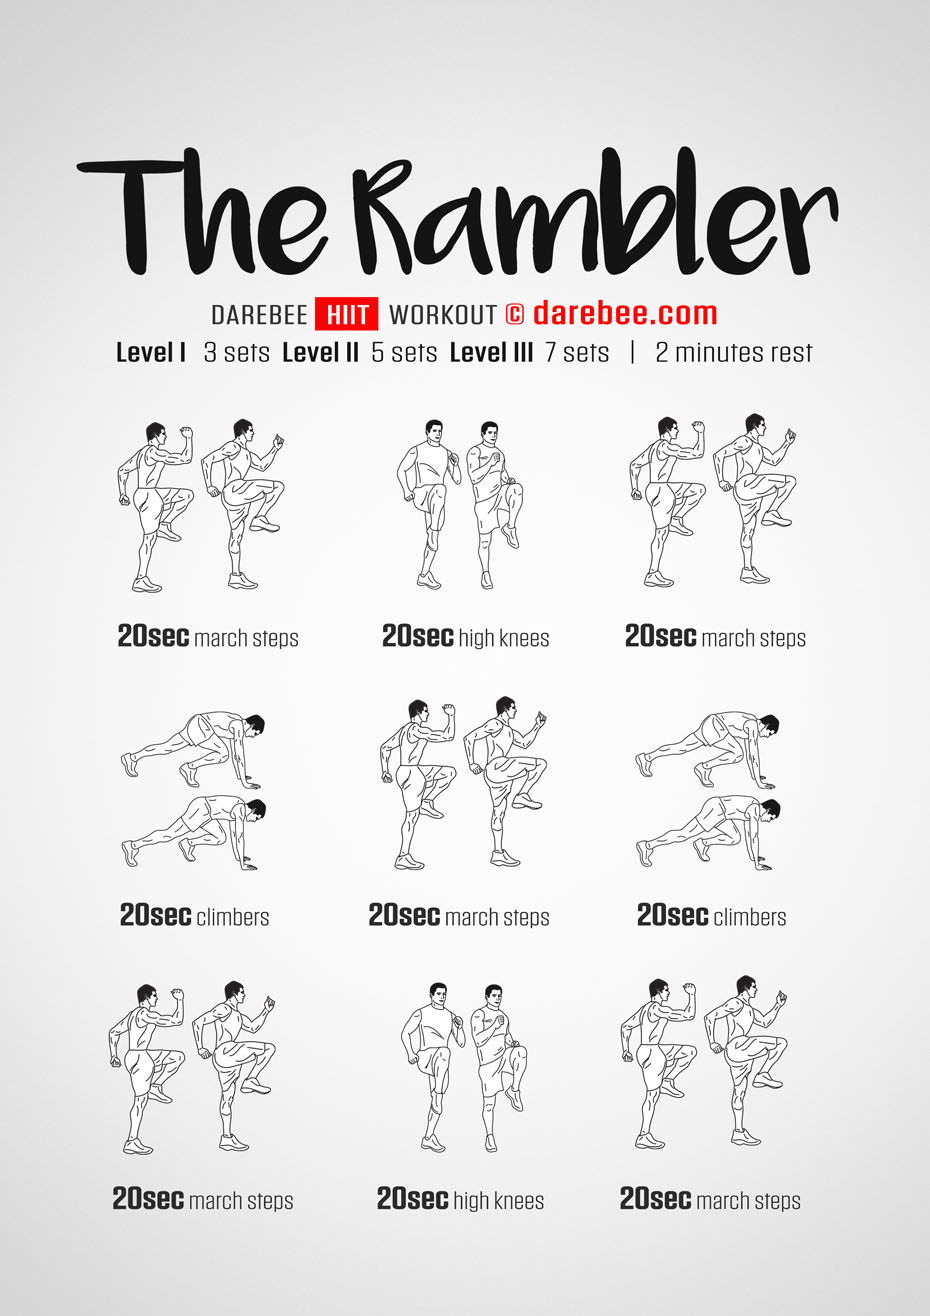 The Rambler
DAREBEE HIIT WORKOUT © darebee.com
Level I 3 sets Level II 5 sets Level III 7 sets | 2 minutes rest
20sec march steps
20sec high knees
20sec march steps
20sec climbers
20sec march steps
20sec climbers
20sec march steps
20sec high knees
20sec march steps